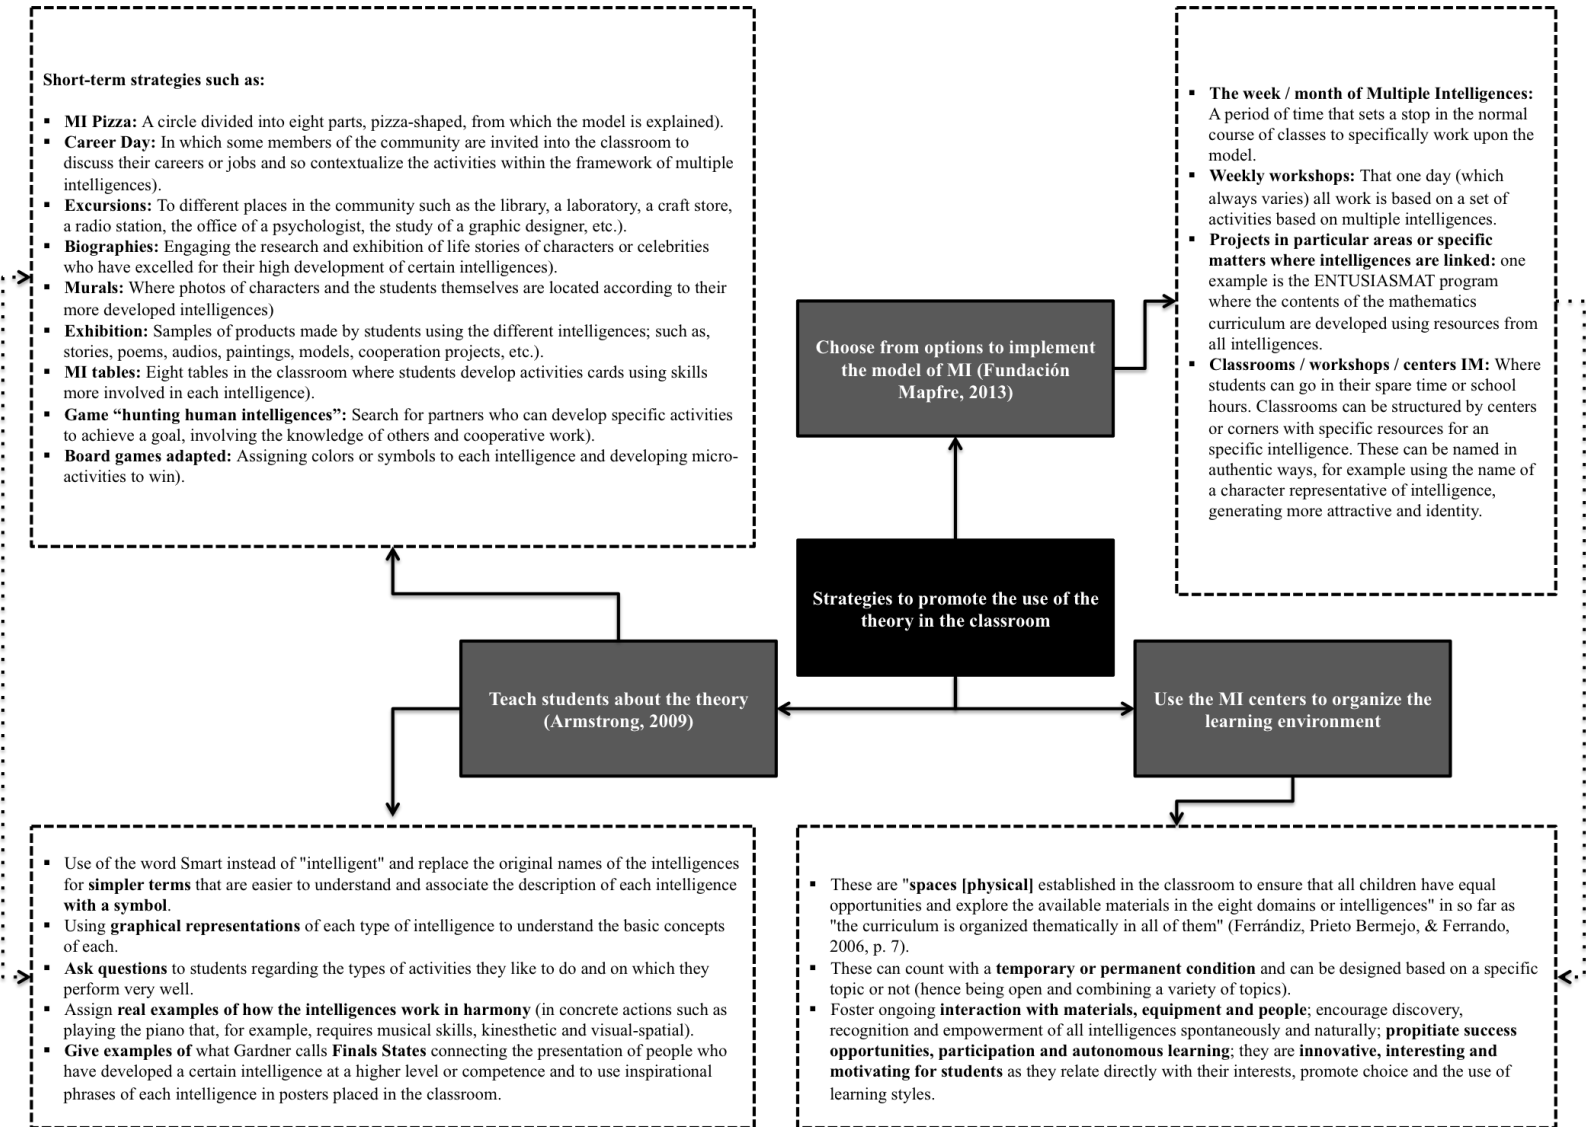 Short-term strategies such as:
▪ MI Pizza: A circle divided into eight parts, pizza-shaped, from which the model is explained).
▪ Career Day: In which some members of the community are invited into the classroom to
discuss their careers or jobs and so contextualize the activities within the framework of multiple
intelligences).
▪ Excursions: To different places in the community such as the library, a laboratory, a craft store,
a radio station, the office of a psychologist, the study of a graphic designer, etc.).
▪ Biographies: Engaging the research and exhibition of life stories of characters or celebrities
who have excelled for their high development of certain intelligences).
▪ Murals: Where photos of characters and the students themselves are located according to their
more developed intelligences)
▪ Exhibition: Samples of products made by students using the different intelligences; such as,
stories, poems, audios, paintings, models, cooperation projects, etc.).
▪ MI tables: Eight tables in the classroom where students develop activities cards using skills
more involved in each intelligence).
▪ Game “hunting human intelligences”: Search for partners who can develop specific activities
to achieve a goal, involving the knowledge of others and cooperative work).
▪ Board games adapted: Assigning colors or symbols to each intelligence and developing micro-
activities to win).
▪ The week / month of Multiple Intelligences:
A period of time that sets a stop in the normal
course of classes to specifically work upon the
model.
▪ Weekly workshops: That one day (which
always varies) all work is based on a set of
activities based on multiple intelligences.
▪ Projects in particular areas or specific
matters where intelligences are linked: one
example is the ENTUSIASMAT program
where the contents of the mathematics
curriculum are developed using resources from
all intelligences.
▪ Classrooms / workshops / centers IM: Where
students can go in their spare time or school
hours. Classrooms can be structured by centers
or corners with specific resources for an
specific intelligence. These can be named in
authentic ways, for example using the name of
a character representative of intelligence,
generating more attractive and identity.
Choose from options to implement
the model of MI (Fundación
Mapfre, 2013)
Strategies to promote the use of the
theory in the classroom
Teach students about the theory
(Armstrong, 2009)
Use the MI centers to organize the
learning environment
▪ Use of the word Smart instead of "intelligent" and replace the original names of the intelligences
for simpler terms that are easier to understand and associate the description of each intelligence
with a symbol.
▪ Using graphical representations of each type of intelligence to understand the basic concepts
of each.
▪ Ask questions to students regarding the types of activities they like to do and on which they
perform very well.
▪ Assign real examples of how the intelligences work in harmony (in concrete actions such as
playing the piano that, for example, requires musical skills, kinesthetic and visual-spatial).
▪ Give examples of what Gardner calls Finals States connecting the presentation of people who
have developed a certain intelligence at a higher level or competence and to use inspirational
phrases of each intelligence in posters placed in the classroom.
▪ These are "spaces [physical] established in the classroom to ensure that all children have equal
opportunities and explore the available materials in the eight domains or intelligences" in so far as
"the curriculum is organized thematically in all of them" (Ferrándiz, Prieto Bermejo, & Ferrando,
2006, p. 7).
▪ These can count with a temporary or permanent condition and can be designed based on a specific
topic or not (hence being open and combining a variety of topics).
▪ Foster ongoing interaction with materials, equipment and people; encourage discovery,
recognition and empowerment of all intelligences spontaneously and naturally; propitiate success
opportunities, participation and autonomous learning; they are innovative, interesting and
motivating for students as they relate directly with their interests, promote choice and the use of
learning styles.